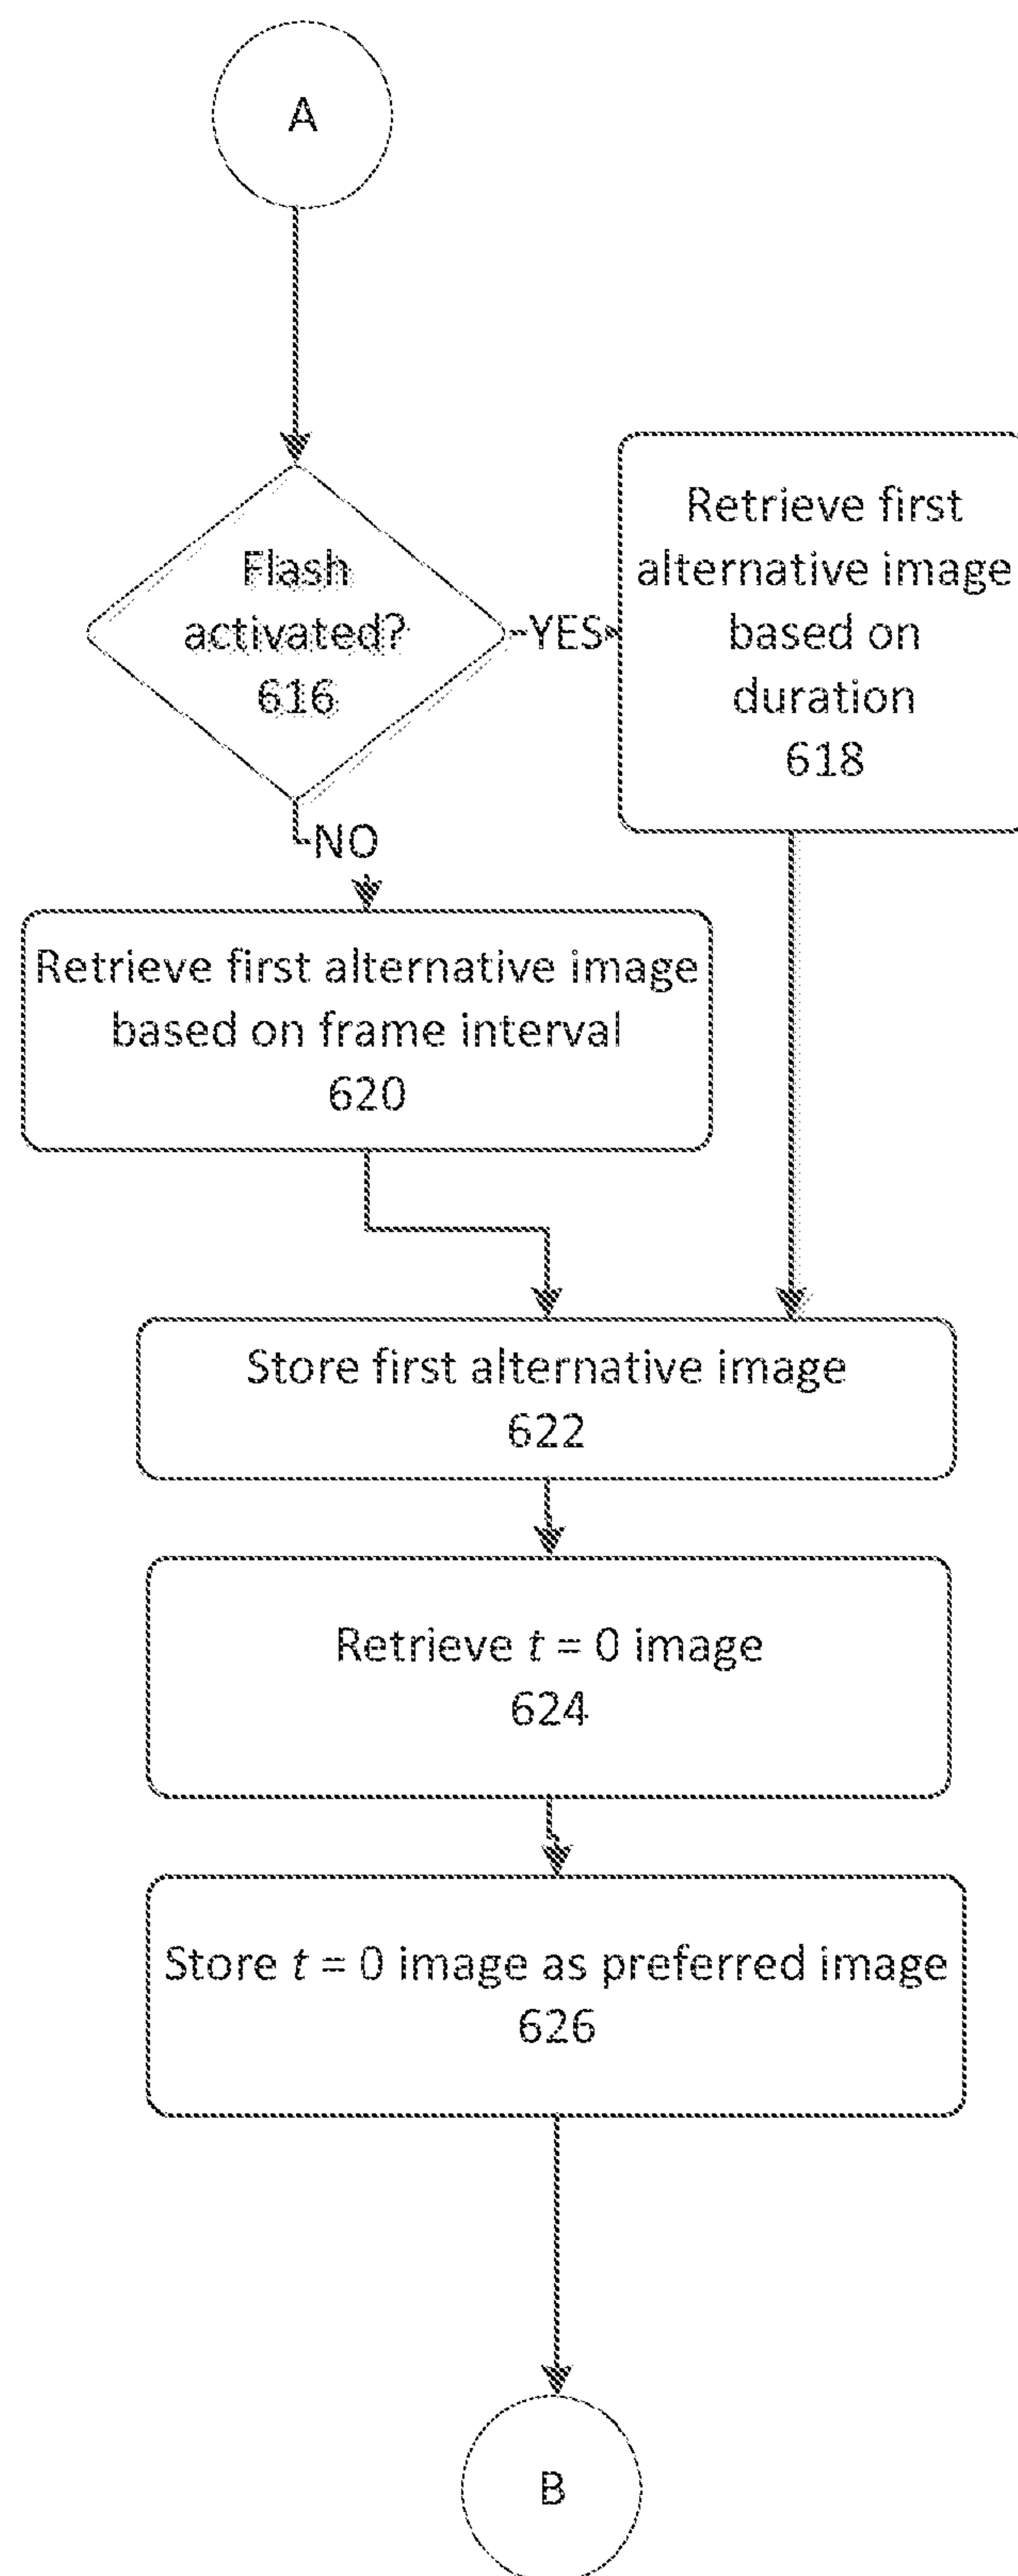 A
Flash
activated?
616
YES
Retrieve first
alternative image
based on
duration
618
NO
Retrieve first alternative image
based on frame interval
620
Store first alternative image
622
Retrieve t = 0 image
624
Store t = 0 image as preferred image
626
B